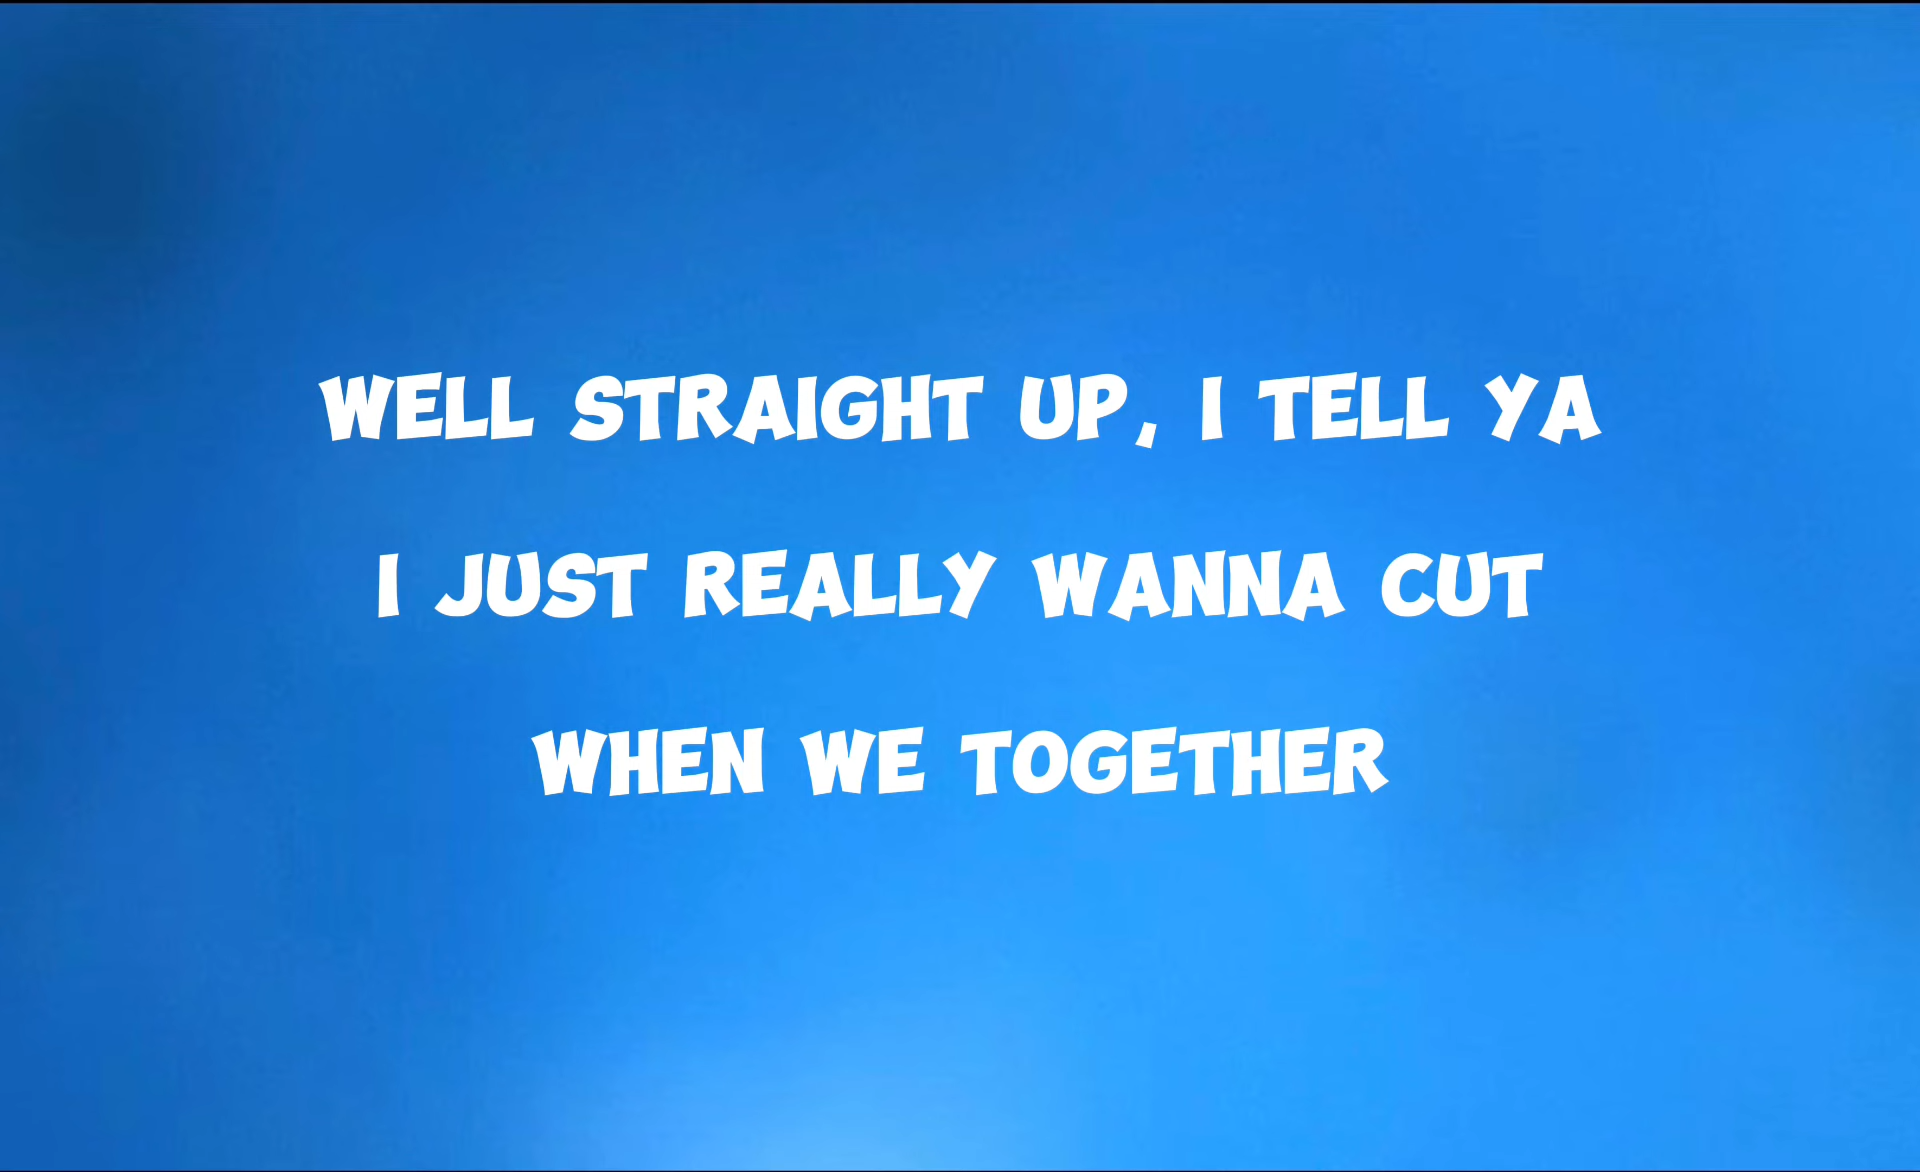 WELL STRAIGHT UP, I TELL YA
I JUST REALLY WANNA CUT
WHEN WE TOGETHER